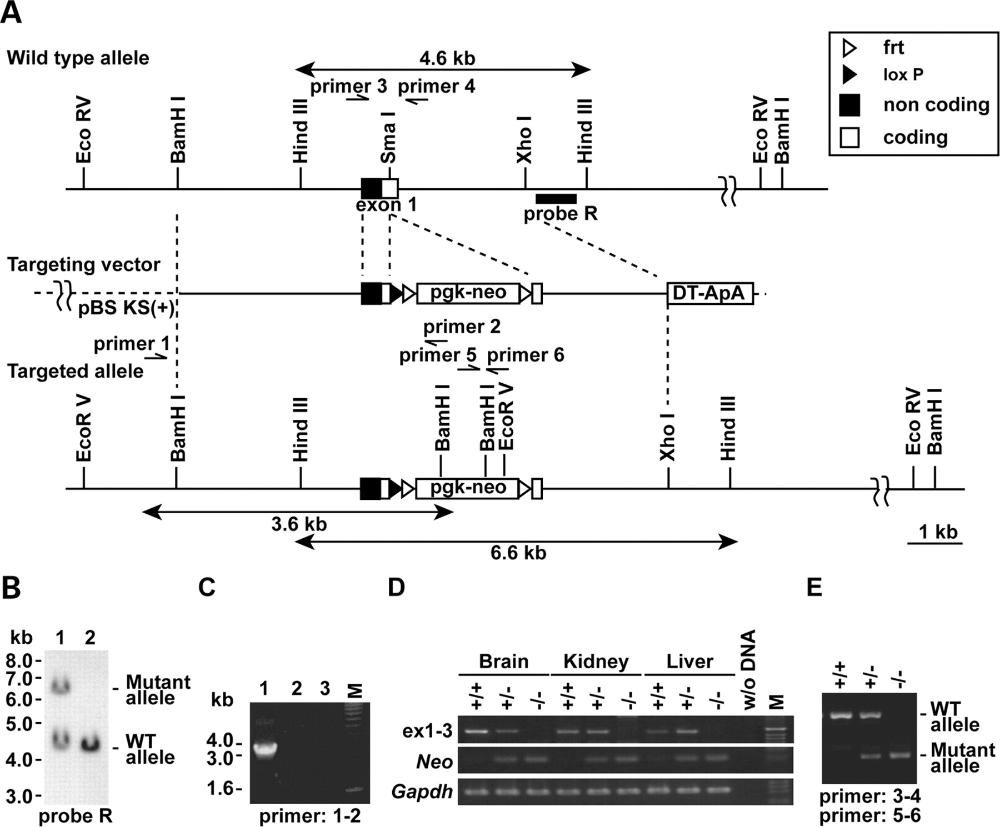 A
Wild type allele
4.6 kb
primer 3
primer 4
Eco RV
BamH I
Hind III
Sma I
Xho I
Hind III
Eco RV
BamH I
exon 1
probe R
frt
lox P
non coding
coding
Targeting vector
pBS KS(+)
pgk-neo
DT-ApA
primer 1
primer 2
primer 5
primer 6
Targeted allele
EcoR V
BamH I
Hind III
BamH I
BamH I
EcoR V
Xho I
Hind III
Eco RV
BamH I
pgk-neo
3.6 kb
6.6 kb
1 kb
B
kb 1 2
8.0-
7.0-
6.0-
5.0-
4.0-
3.0-
- Mutant
allele
- WT
allele
probe R
C
kb 1 2 3 M
4.0-
3.0-
1.6-
primer: 1-2
D
Brain Kidney Liver w/o DNA
+/+ +/- -/- +/+ +/- -/- +/+ +/- -/- M
ex1-3
Neo
Gapdh
E
+/+ +/- -/-
- WT
allele
- Mutant
allele
primer: 3-4
primer: 5-6